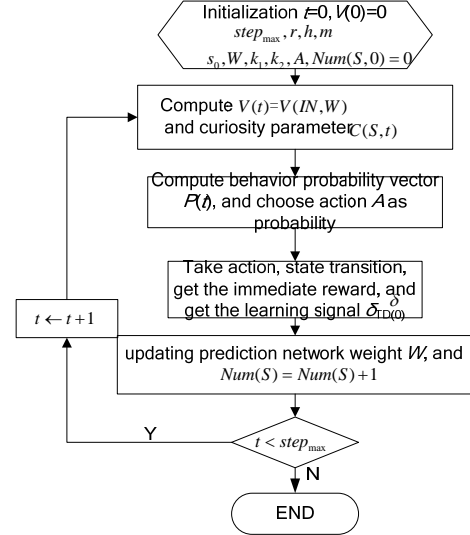 Initialization t=0, V(0)=0
step_max, r, h, m
s_0, W, k_1, k_2, A, Num(S,0) = 0
Compute V(t)=V(IN,W)
and curiosity parameter C(S,t)
Compute behavior probability vector
P(t), and choose action A as
probability
Take action, state transition,
get the immediate reward, and
get the learning signal δ_TD(0) δ
t ← t+1
updating prediction network weight W, and
Num(S) = Num(S)+1
Y
t < step_max
N
END